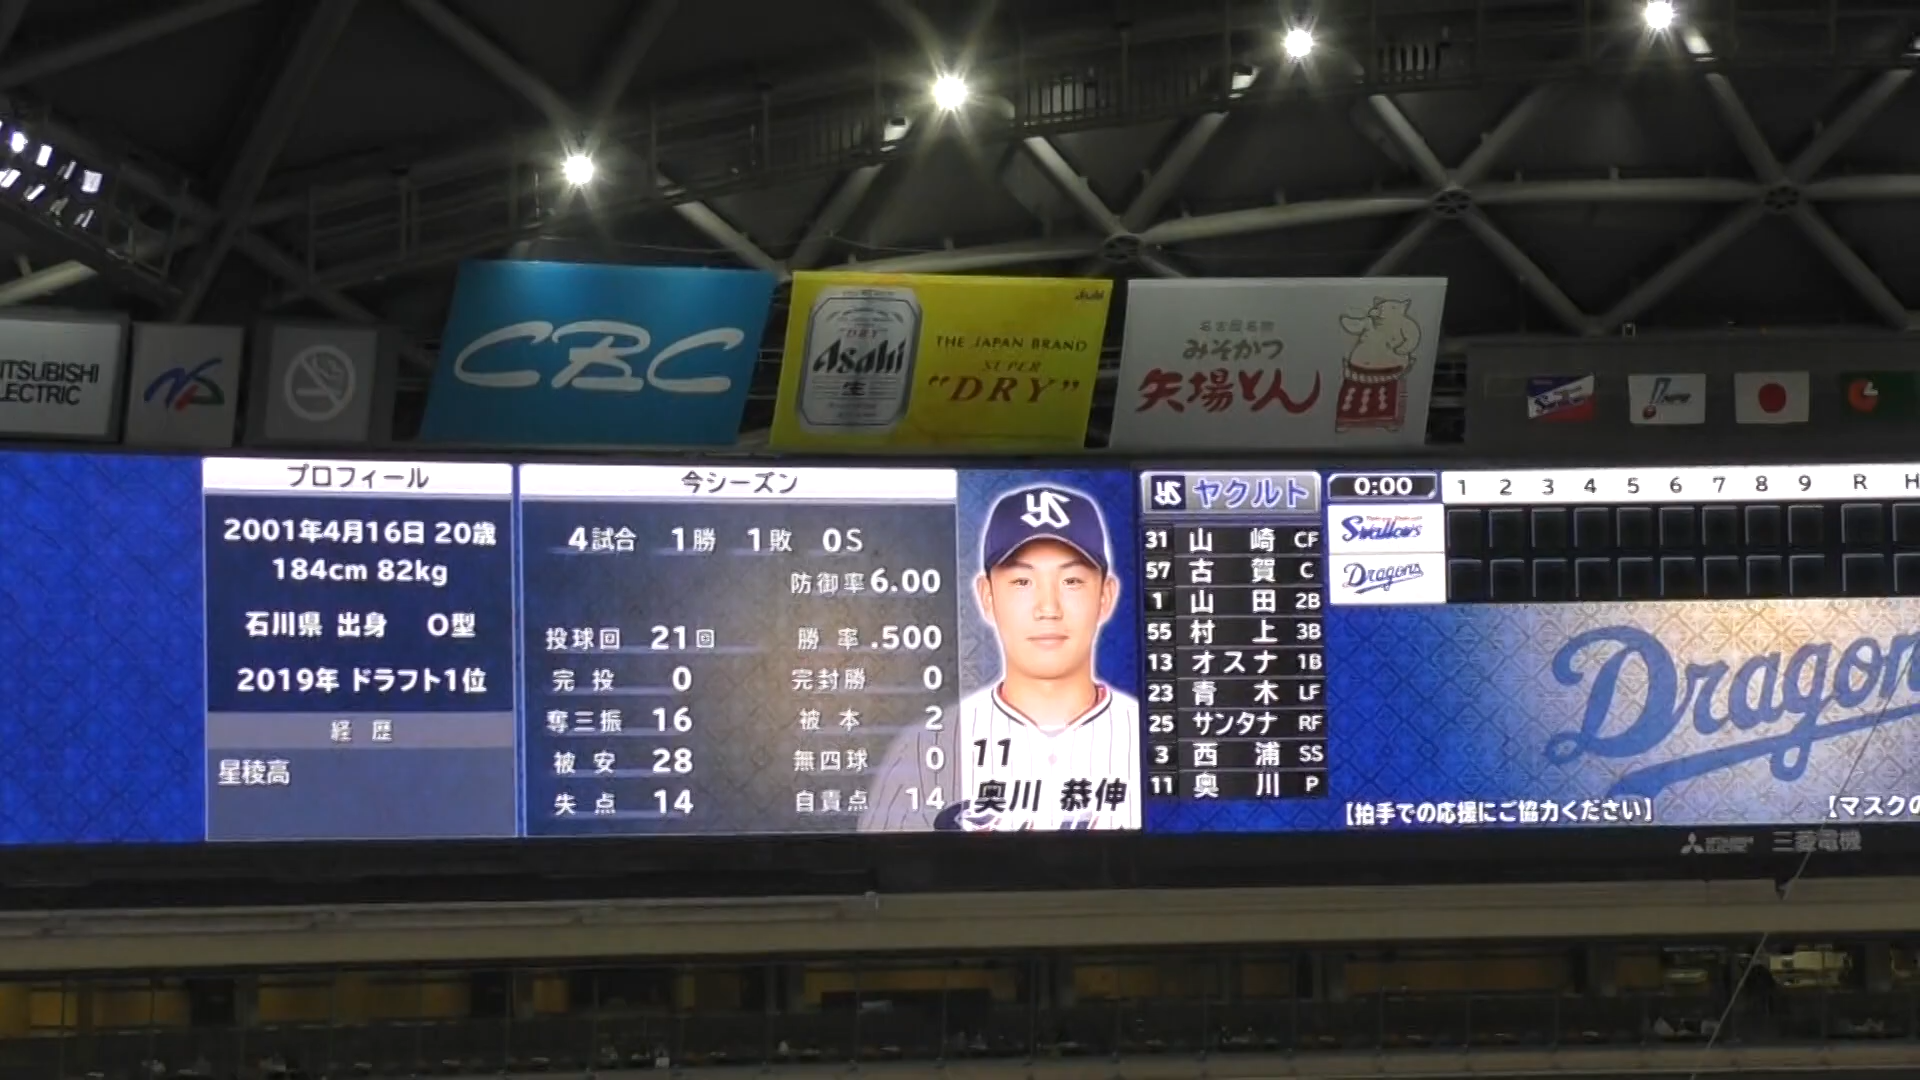 CBC
Asahi
THE JAPAN BRAND
"DRY"
SUPER
Asahi
生
"DRY"
名古屋名物
みそかつ
矢場とん
ELECTRIC
プロフィール
2001年4月16日 20歳
184cm 82kg
石川県 出身 O型
2019年 ドラフト1位
経歴
星稜高
今シーズン
4試合 1勝 1敗 0S
防御率 6.00
投球回 21回 勝率 .500
完投 0 完封勝 0
奪三振 16 被本 2
被安 28 無四球 0
失点 14 自責点 14
11
奥川 恭伸
YS ヤクルト
31 山崎 CF
57 古賀 C
1 山田 2B
55 村上 3B
13 オスナ 1B
23 青木 LF
25 サンタナ RF
3 西浦 SS
11 奥川 P
0:00 1 2 3 4 5 6 7 8 9 R H
Swallows
Dragons
Dragon
【拍手での応援にご協力ください】 【マスクの
三菱電機